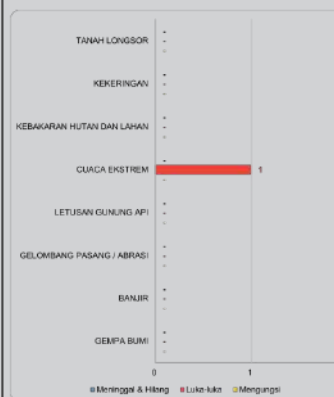 TANAH LONGSOR
-
-
-
KEKERINGAN
-
-
-
KEBAKARAN HUTAN DAN LAHAN
-
-
-
CUACA EKSTREM
-
1
-
LETUSAN GUNUNG API
-
-
-
GELOMBANG PASANG / ABRASI
-
-
-
BANJIR
-
-
-
GEMPA BUMI
-
-
-
0 1
Meninggal & Hilang Luka-luka Mengungsi